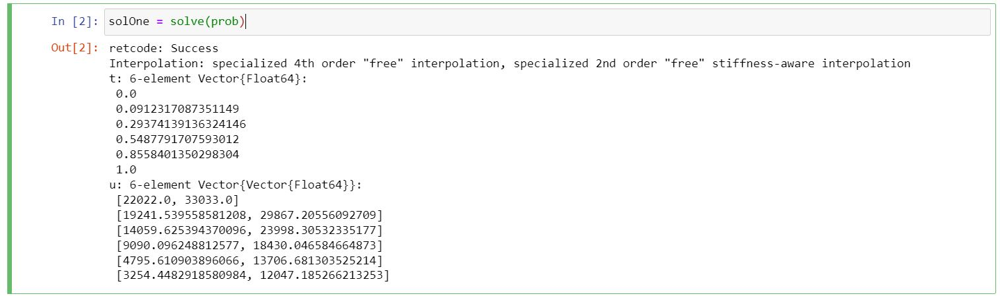 In [2]: solOne = solve(prob)
Out[2]: retcode: Success
Interpolation: specialized 4th order "free" interpolation, specialized 2nd order "free" stiffness-aware interpolation
t: 6-element Vector{Float64}:
0.0
0.0912317087351149
0.29374139136324146
0.5487791707593012
0.8558401350298304
1.0
u: 6-element Vector{Vector{Float64}}:
[22022.0, 33033.0]
[19241.539558581208, 29867.20556092709]
[14059.625394370096, 23998.30532335177]
[9090.096248812577, 18430.046584664873]
[4795.610903896066, 13706.681303525214]
[3254.4482918580984, 12047.185266213253]